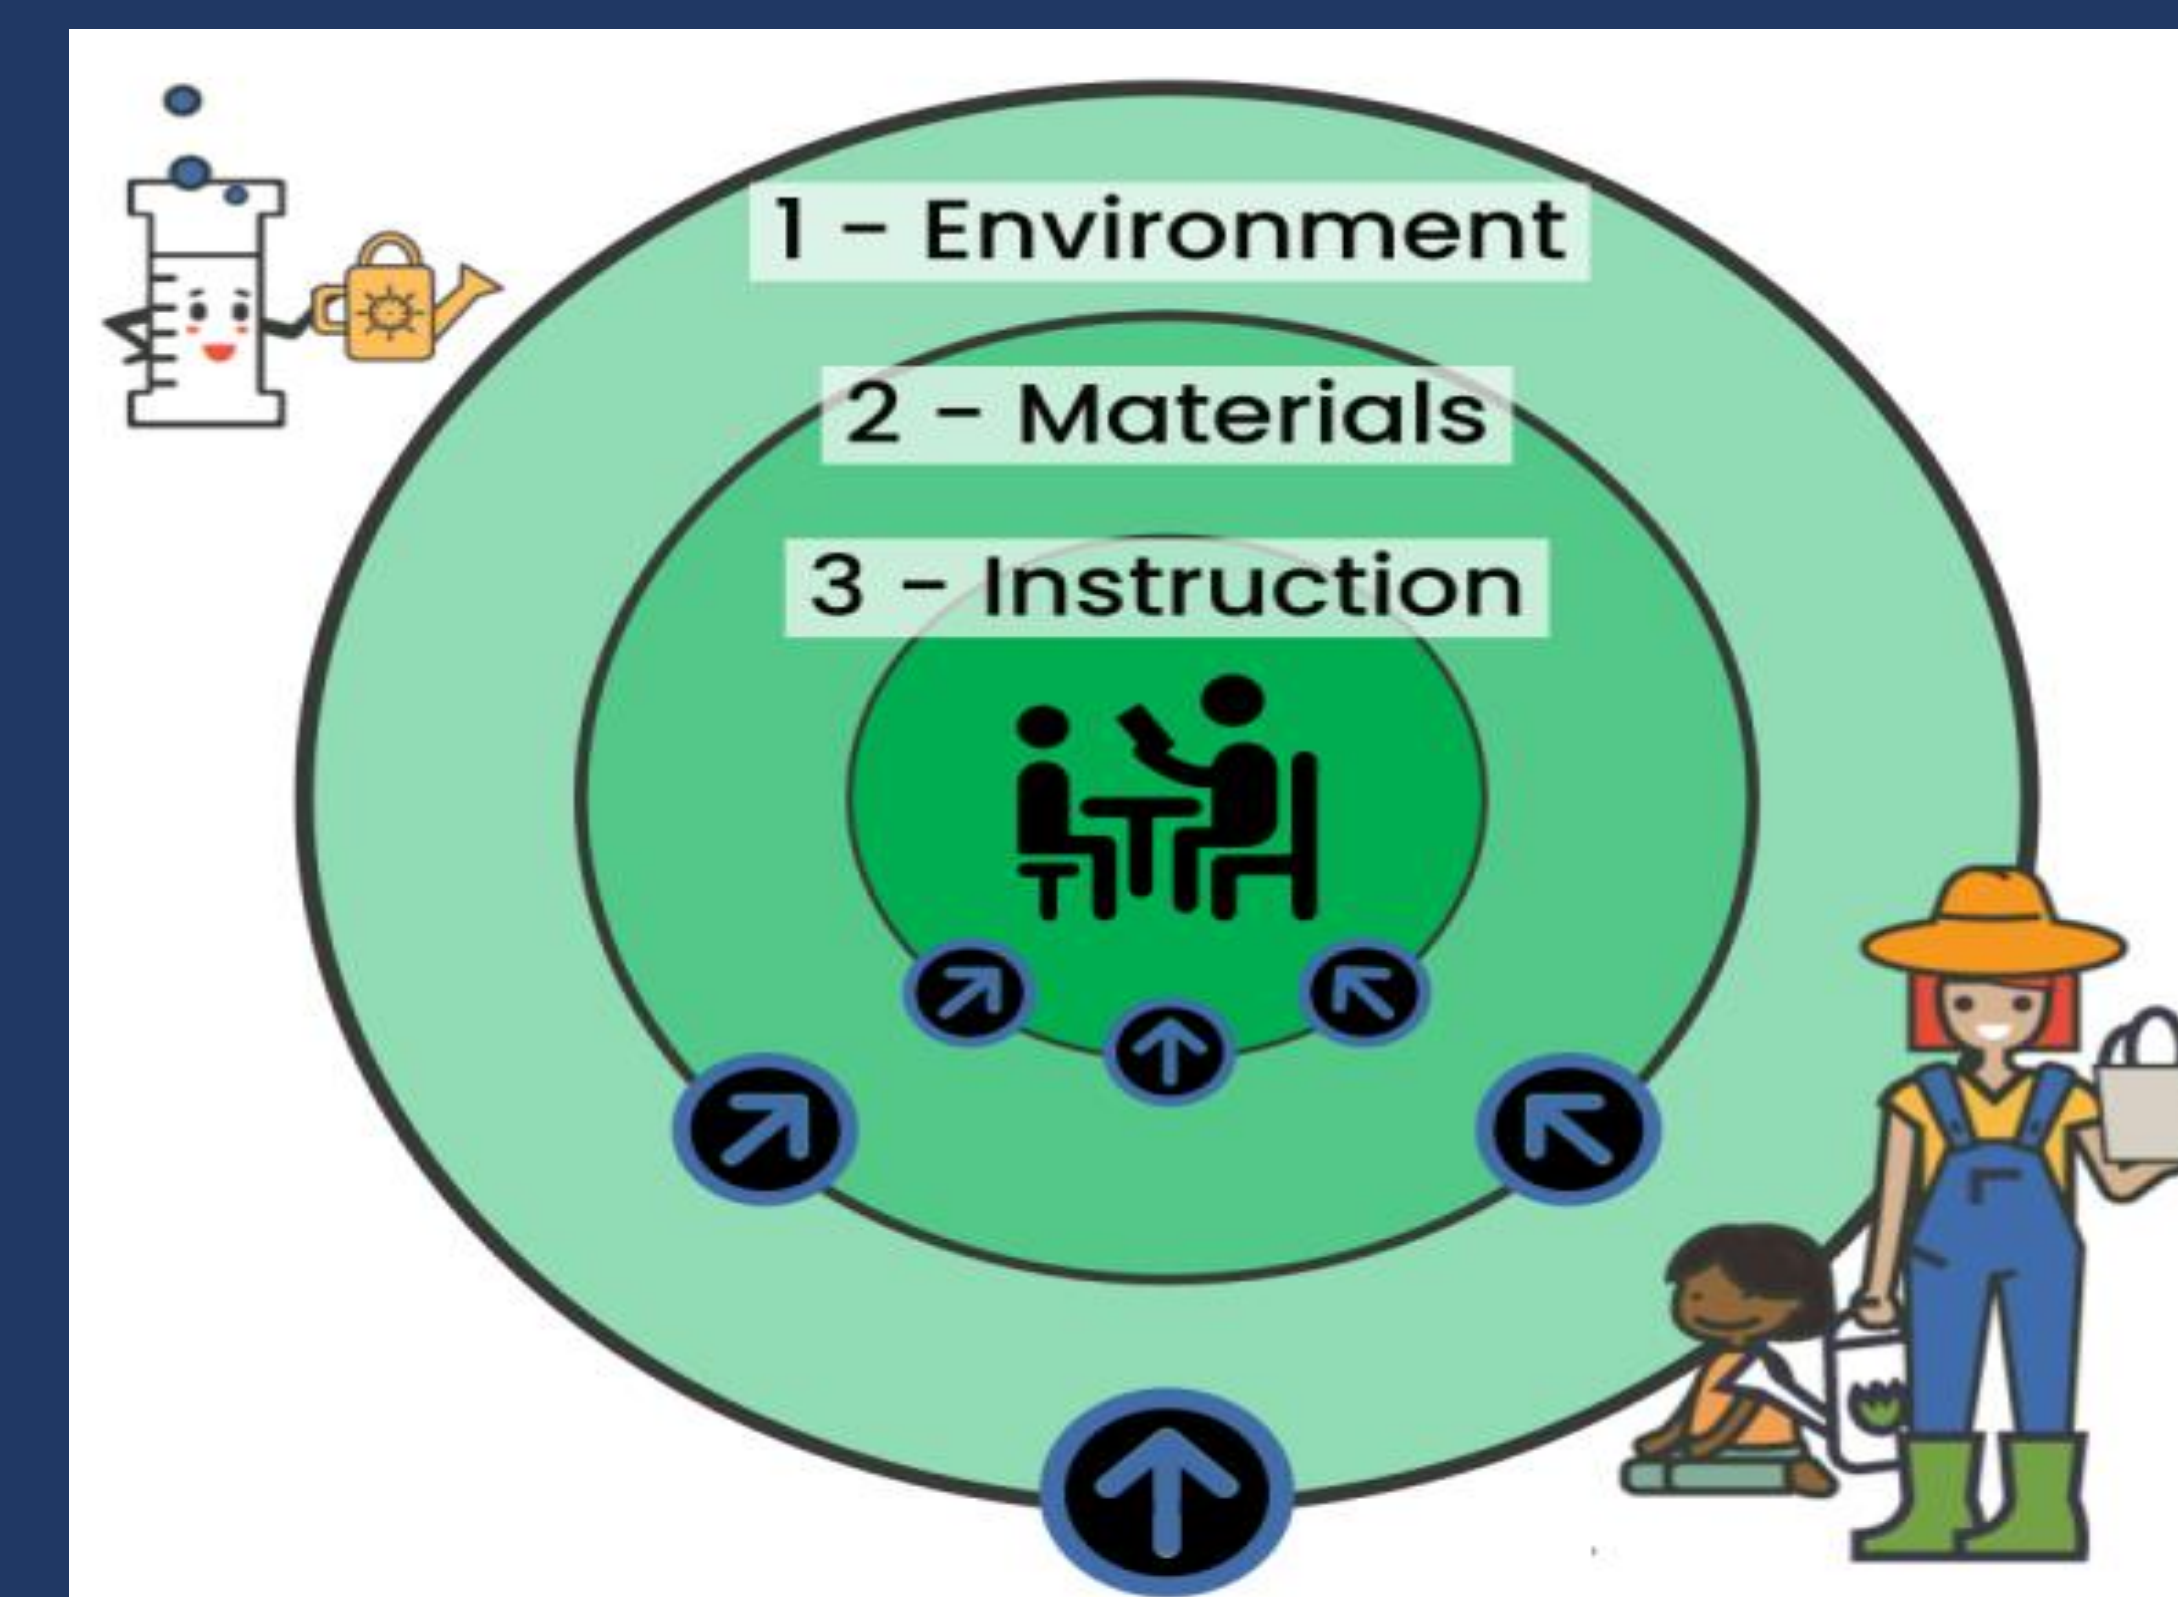 1 – Environment
2 – Materials
3 – Instruction